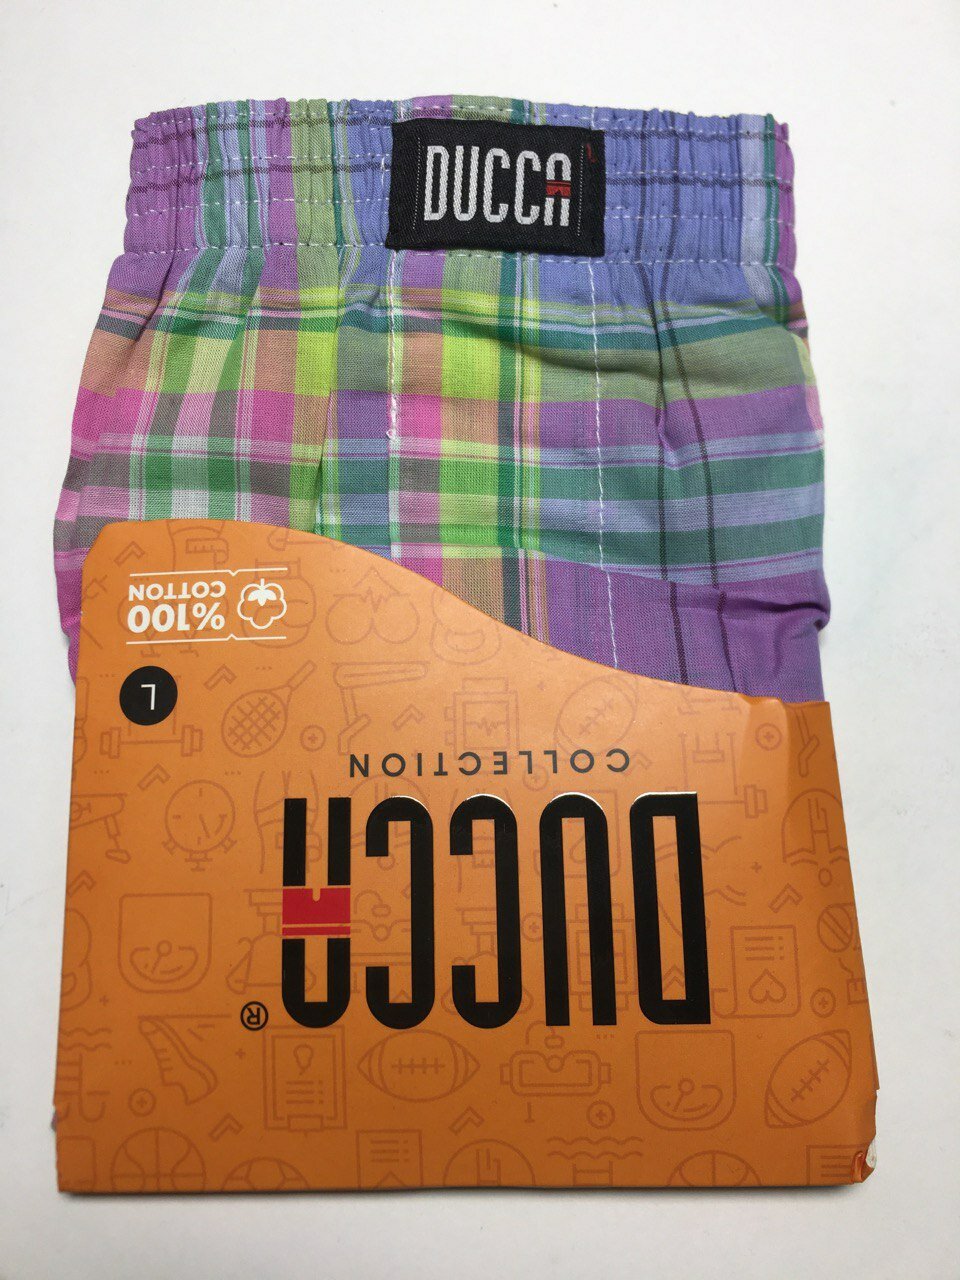 DUCCA
%100
COTTON
L
DUCCA®
COLLECTION